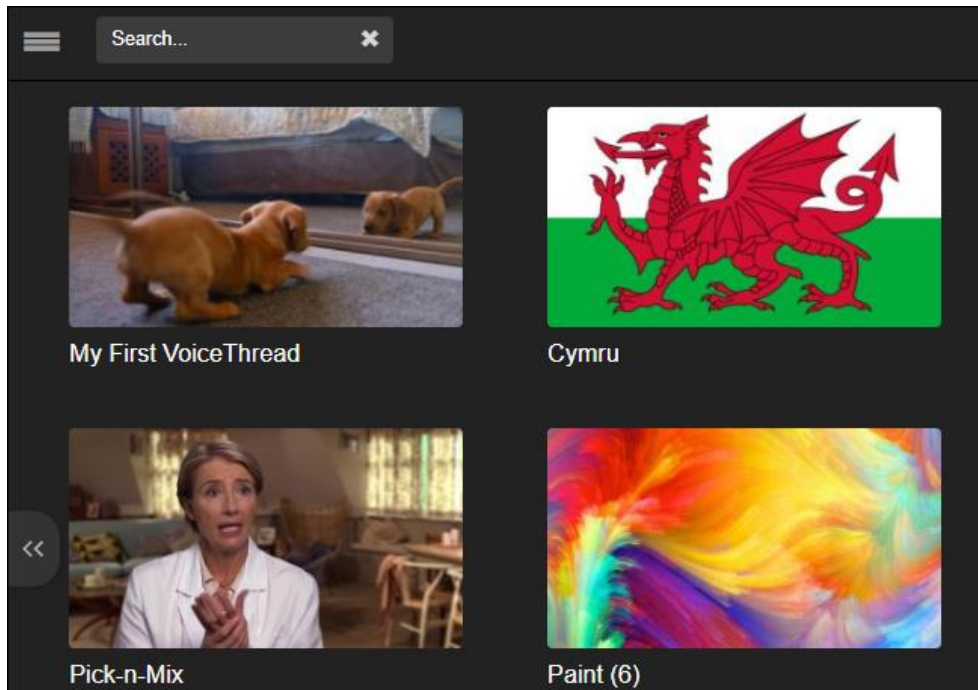 Search...
My First VoiceThread
Cymru
Pick-n-Mix
Paint (6)